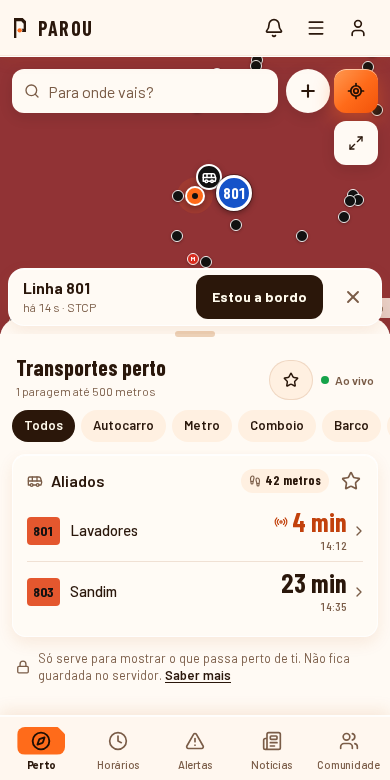 PAROU
Para onde vais?
801
M
Linha 801
há 14 s · STCP
Estou a bordo
Transportes perto
1 paragem até 500 metros
Ao vivo
Todos
Autocarro
Metro
Comboio
Barco
Aliados
42 metros
801
Lavadores
4 min
14:12
803
Sandim
23 min
14:35
Só serve para mostrar o que passa perto de ti. Não fica
guardada no servidor. Saber mais
Perto
Horários
Alertas
Notícias
Comunidade